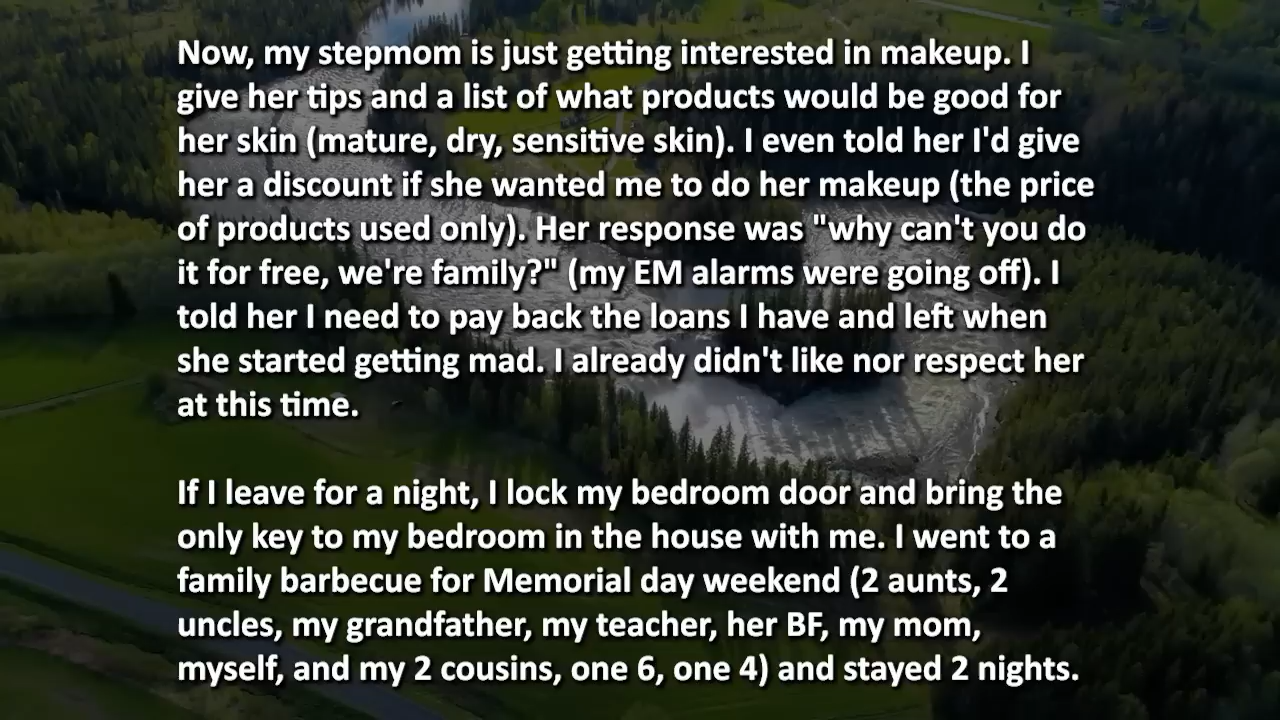 Now, my stepmom is just getting interested in makeup. I
give her tips and a list of what products would be good for
her skin (mature, dry, sensitive skin). I even told her I'd give
her a discount if she wanted me to do her makeup (the price
of products used only). Her response was "why can't you do
it for free, we're family?" (my EM alarms were going off). I
told her I need to pay back the loans I have and left when
she started getting mad. I already didn't like nor respect her
at this time.
If I leave for a night, I lock my bedroom door and bring the
only key to my bedroom in the house with me. I went to a
family barbecue for Memorial day weekend (2 aunts, 2
uncles, my grandfather, my teacher, her BF, my mom,
myself, and my 2 cousins, one 6, one 4) and stayed 2 nights.